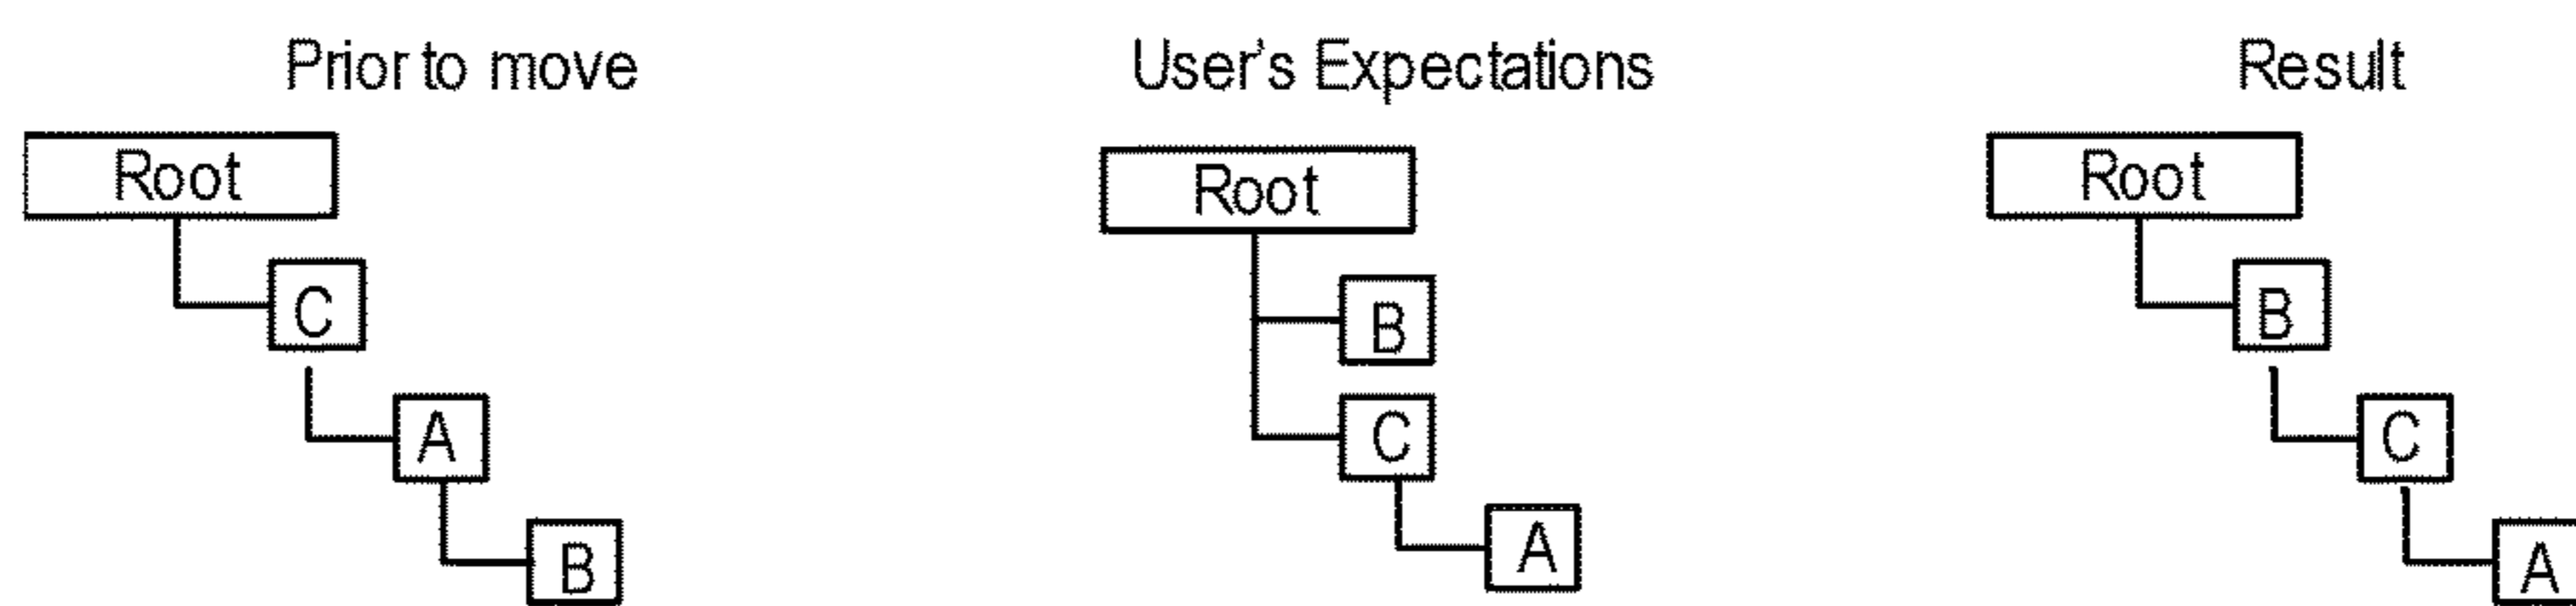 Prior to move
User's Expectations
Result
Root
C
A
B
Root
B
C
A
Root
B
C
A